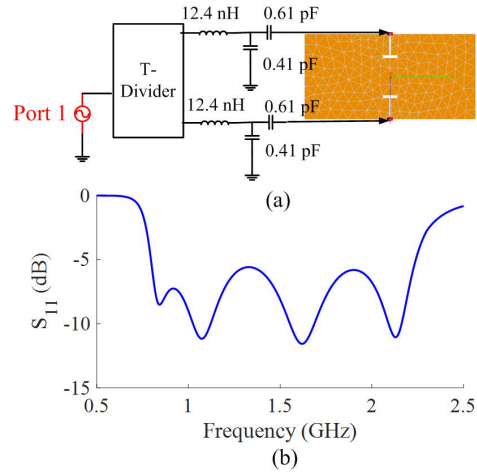 12.4 nH 0.61 pF
0.41 pF
T-
Divider
Port 1
12.4 nH 0.61 pF
0.41 pF
(a)
0
-5
-10
-15
S11 (dB)
0.5 1 1.5 2 2.5
Frequency (GHz)
(b)